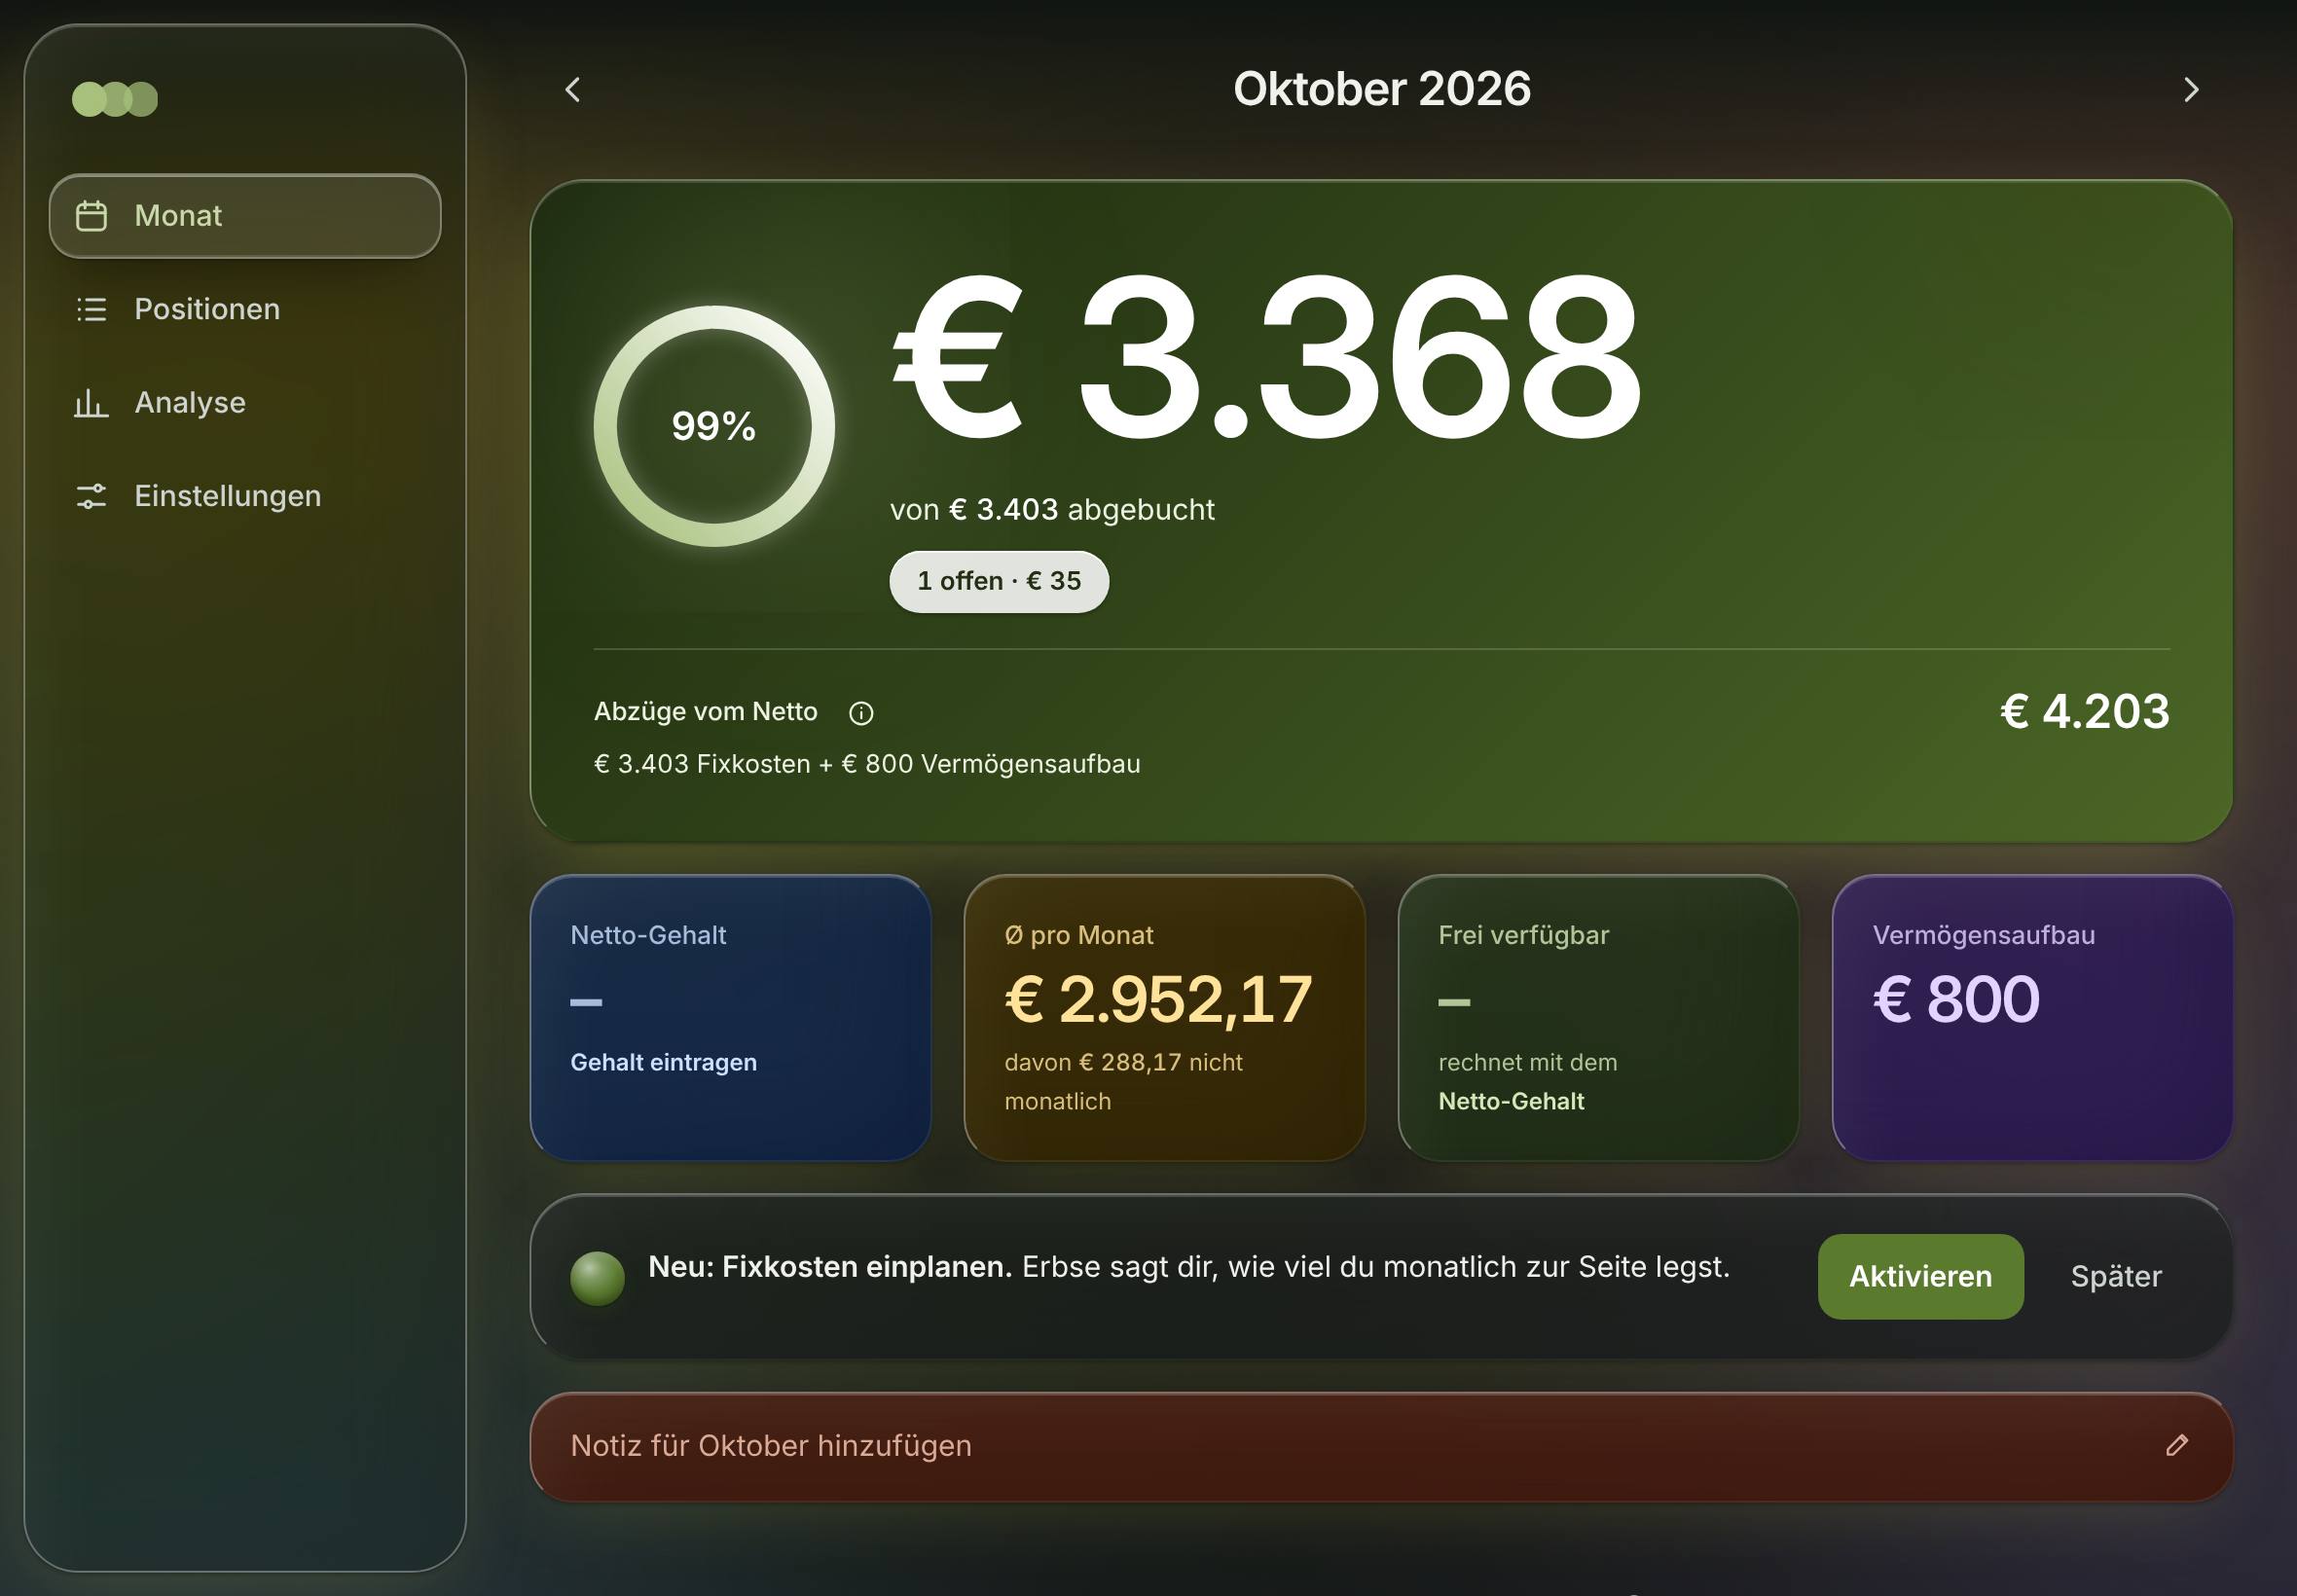 Oktober 2026
Monat
Positionen
Analyse
Einstellungen
99%
€ 3.368
von € 3.403 abgebucht
1 offen · € 35
Abzüge vom Netto
€ 4.203
€ 3.403 Fixkosten + € 800 Vermögensaufbau
Netto-Gehalt
–
Gehalt eintragen
Ø pro Monat
€ 2.952,17
davon € 288,17 nicht
monatlich
Frei verfügbar
–
rechnet mit dem
Netto-Gehalt
Vermögensaufbau
€ 800
Neu: Fixkosten einplanen. Erbse sagt dir, wie viel du monatlich zur Seite legst.
Aktivieren
Später
Notiz für Oktober hinzufügen